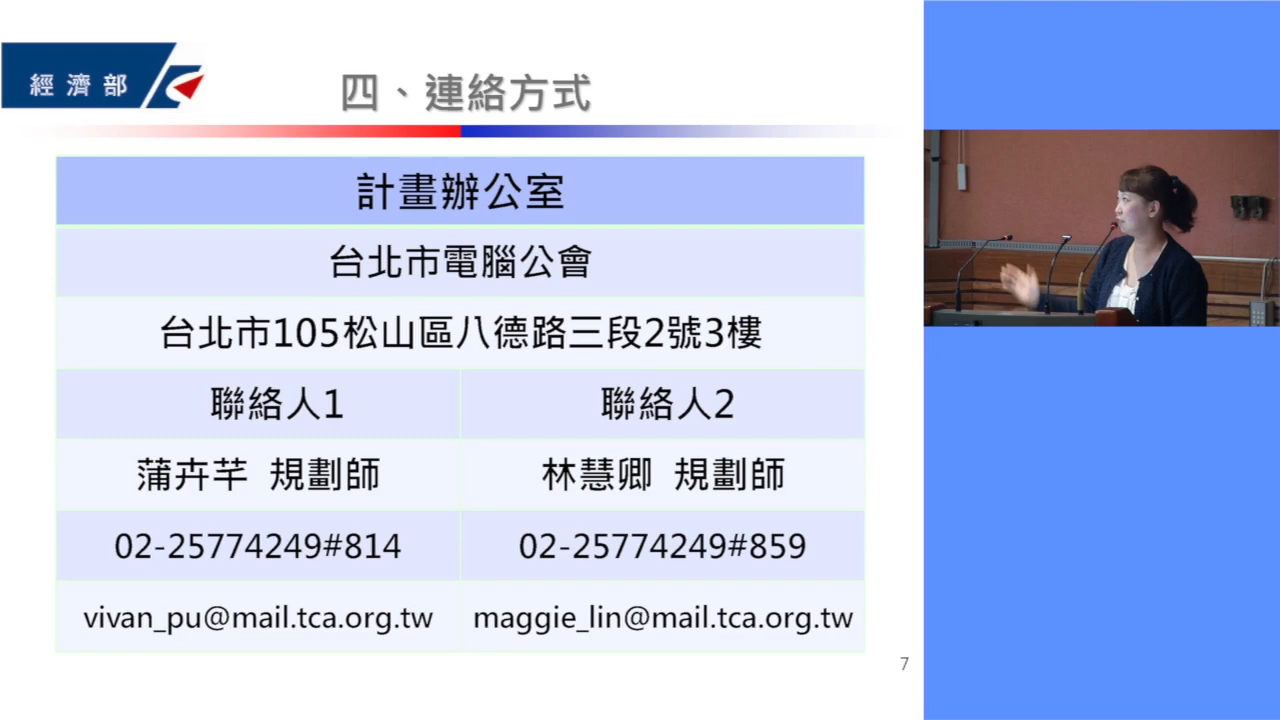 經濟部
四、連絡方式
計畫辦公室
台北市電腦公會
台北市105松山區八德路三段2號3樓
聯絡人1
聯絡人2
蒲卉芊 規劃師
林慧卿 規劃師
02-25774249#814
02-25774249#859
vivan_pu@mail.tca.org.tw
maggie_lin@mail.tca.org.tw
7